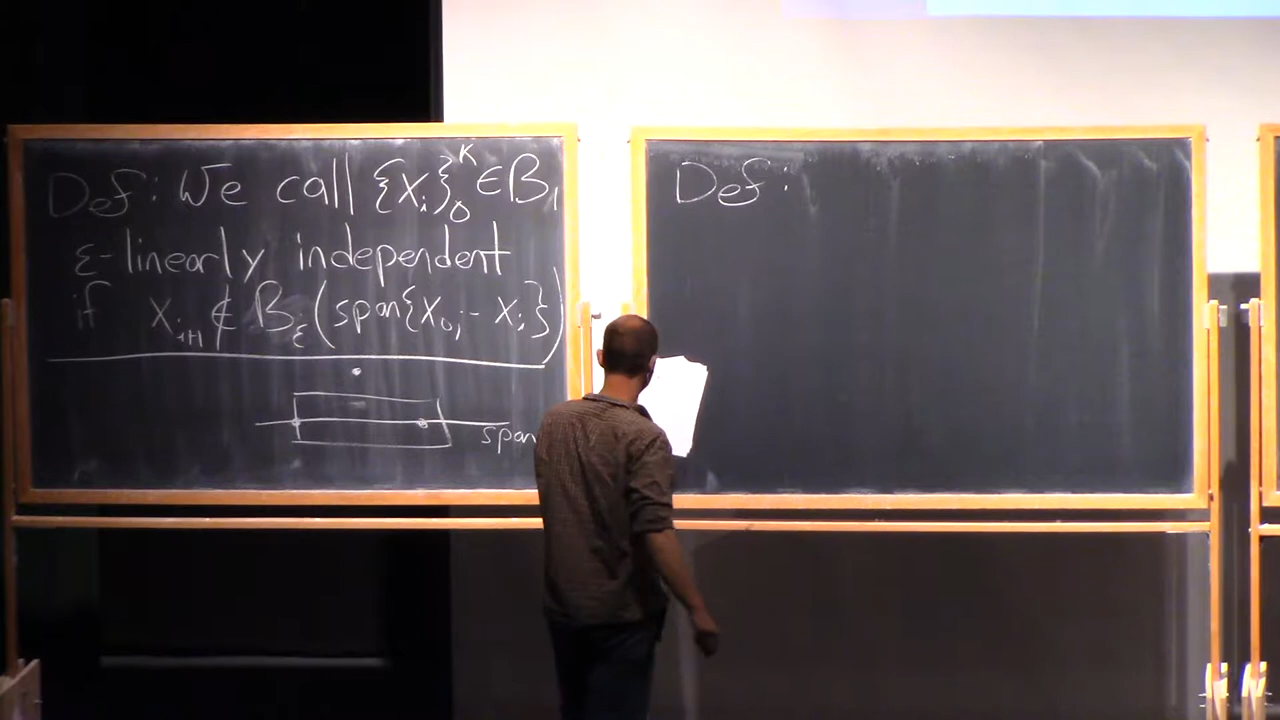 Def: We call {x_i}_0^K ∈ B_1
ε-linearly independent
if x_{i+1} ∉ B_ε(span{x_0, - x_i})
span
Def: